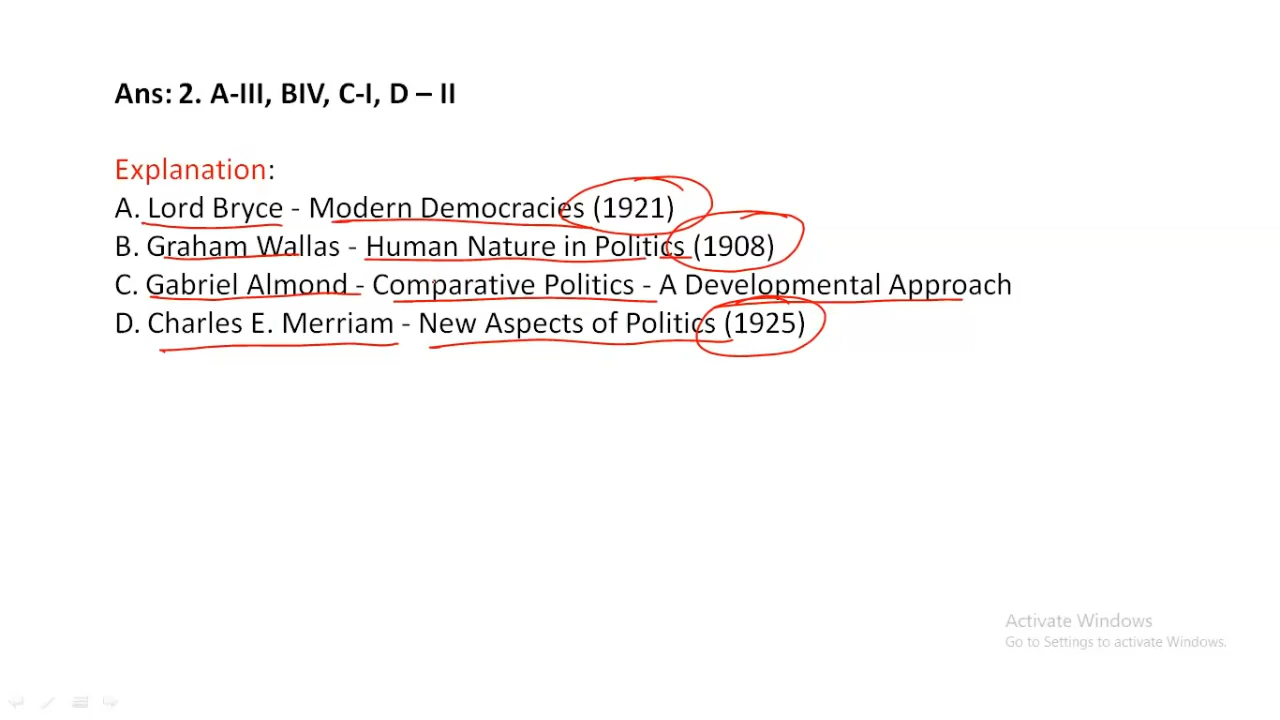 Ans: 2. A-III, BIV, C-I, D – II
Explanation:
A. Lord Bryce - Modern Democracies (1921)
B. Graham Wallas - Human Nature in Politics (1908)
C. Gabriel Almond - Comparative Politics - A Developmental Approach
D. Charles E. Merriam - New Aspects of Politics (1925)
Activate Windows
Go to Settings to activate Windows.